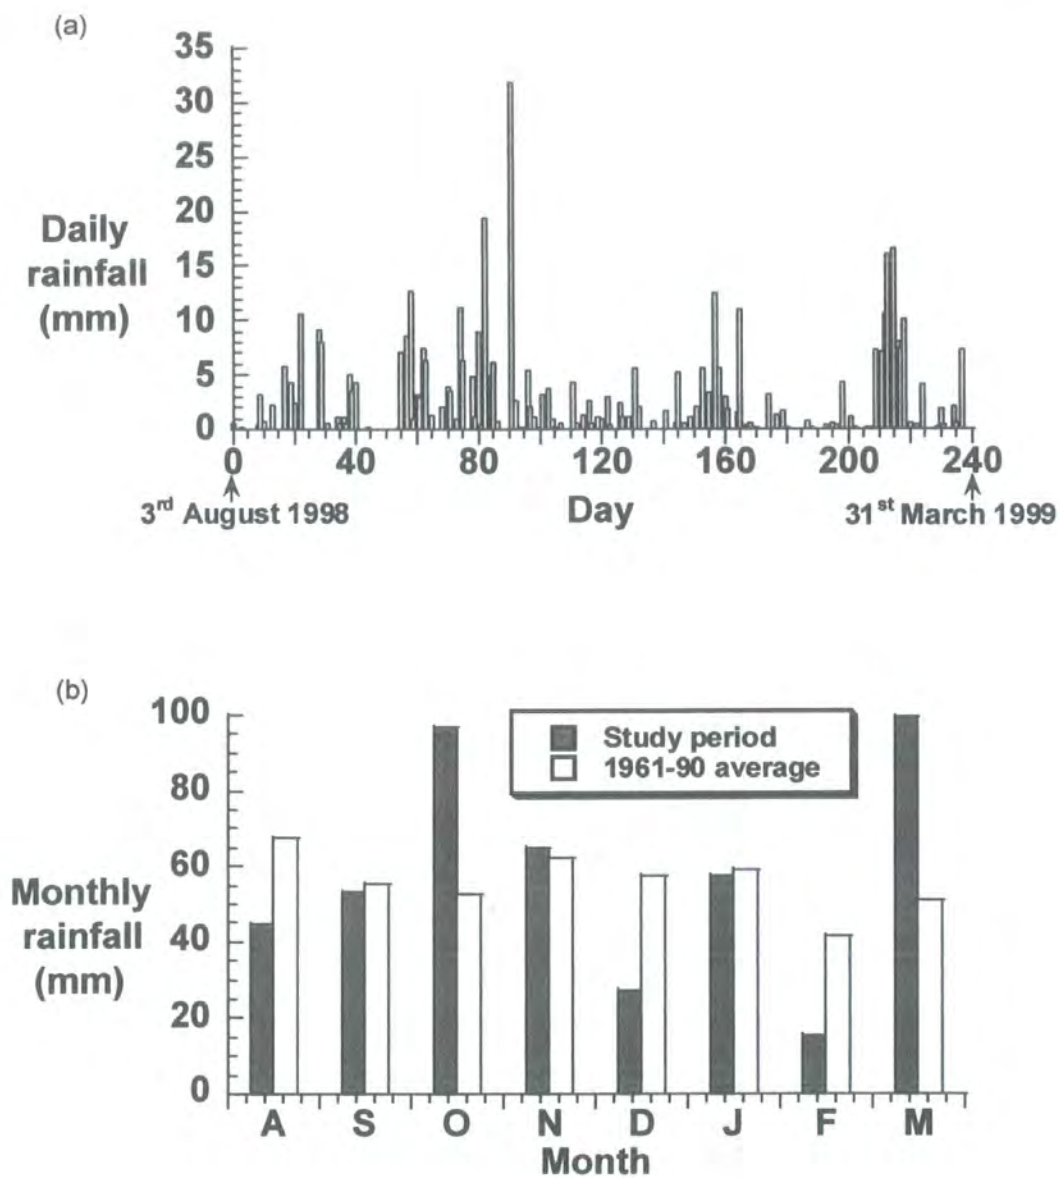 (a)
35
30
25
20
15
10
5
0
Daily
rainfall
(mm)
0 40 80 120 160 200 240
3rd August 1998 Day 31st March 1999
(b)
100
80
60
40
20
0
Monthly
rainfall
(mm)
Study period
1961-90 average
A S O N D J F M
Month